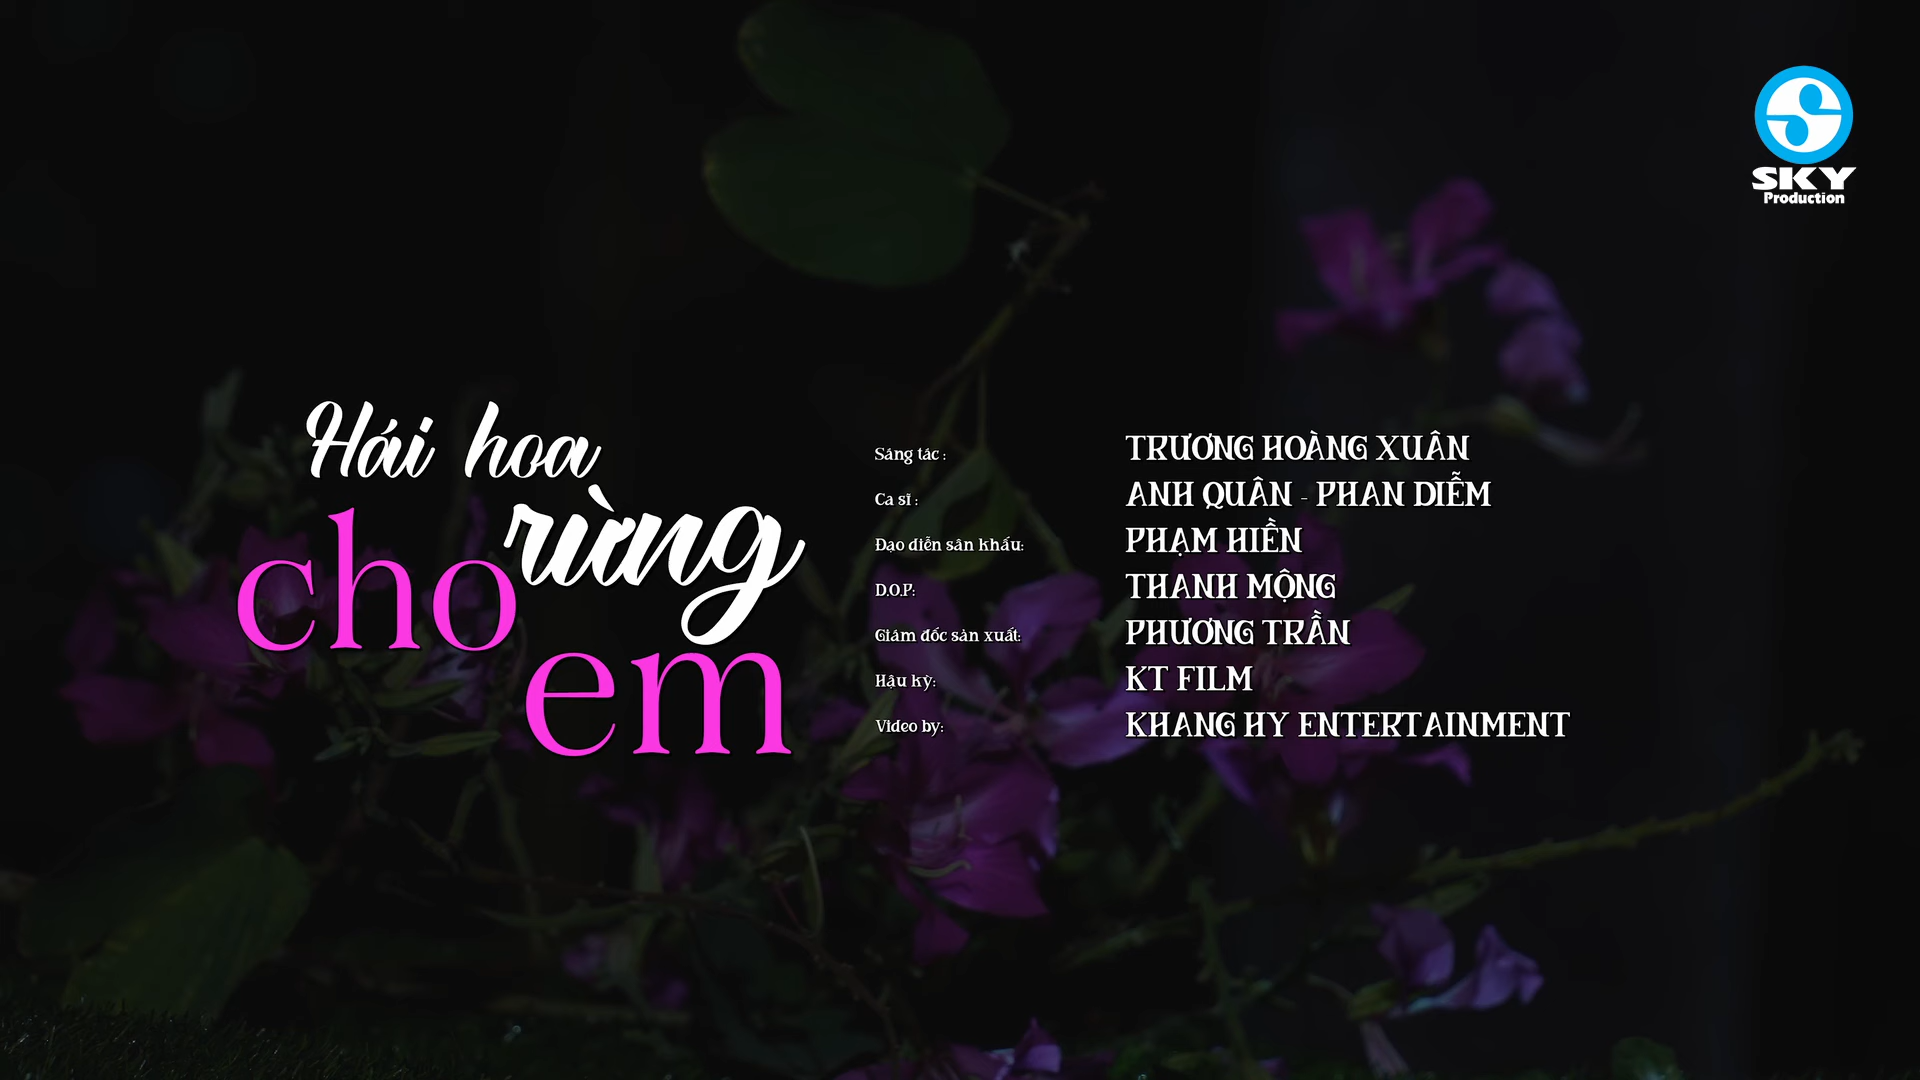 SKY
Production
Hái hoa
rừng
cho
em
Sáng tác : TRƯƠNG HOÀNG XUÂN
Ca sĩ : ANH QUÂN - PHAN DIỄM
Đạo diễn sân khấu: PHẠM HIỀN
D.O.P: THANH MỘNG
Giám đốc sản xuất: PHƯƠNG TRẦN
Hậu kỳ: KT FILM
Video by: KHANG HY ENTERTAINMENT